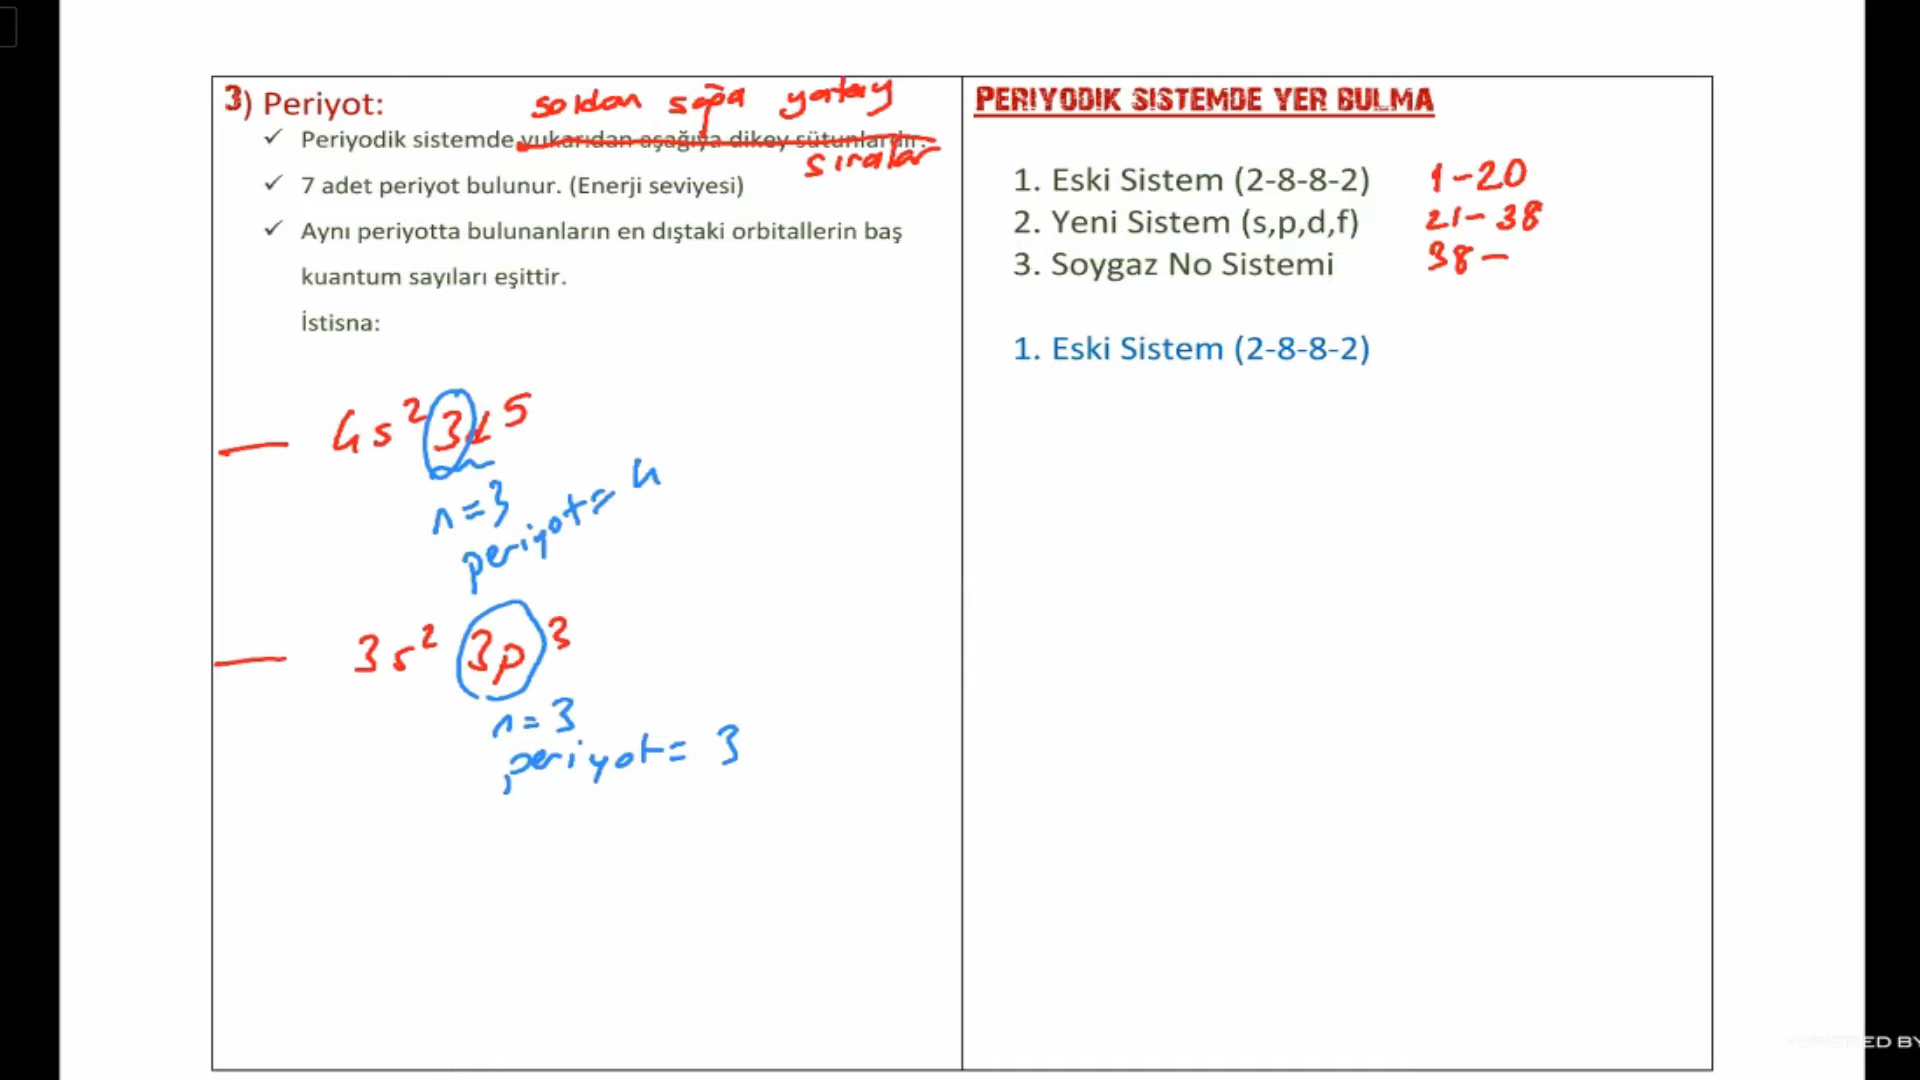 3) Periyot:
soldan sağa yatay
✓ Periyodik sistemde yukarıdan aşağıya dikey sütunlardır.
sıralar
✓ 7 adet periyot bulunur. (Enerji seviyesi)
✓ Aynı periyotta bulunanların en dıştaki orbitallerin baş
kuantum sayıları eşittir.
İstisna:
4s² 3d⁵
n=3
periyot=4
3s² 3p³
n=3
periyot=3
PERIYODIK SISTEMDE YER BULMA
1. Eski Sistem (2-8-8-2) 1-20
2. Yeni Sistem (s,p,d,f) 21-38
3. Soygaz No Sistemi 38-
1. Eski Sistem (2-8-8-2)
ED BY